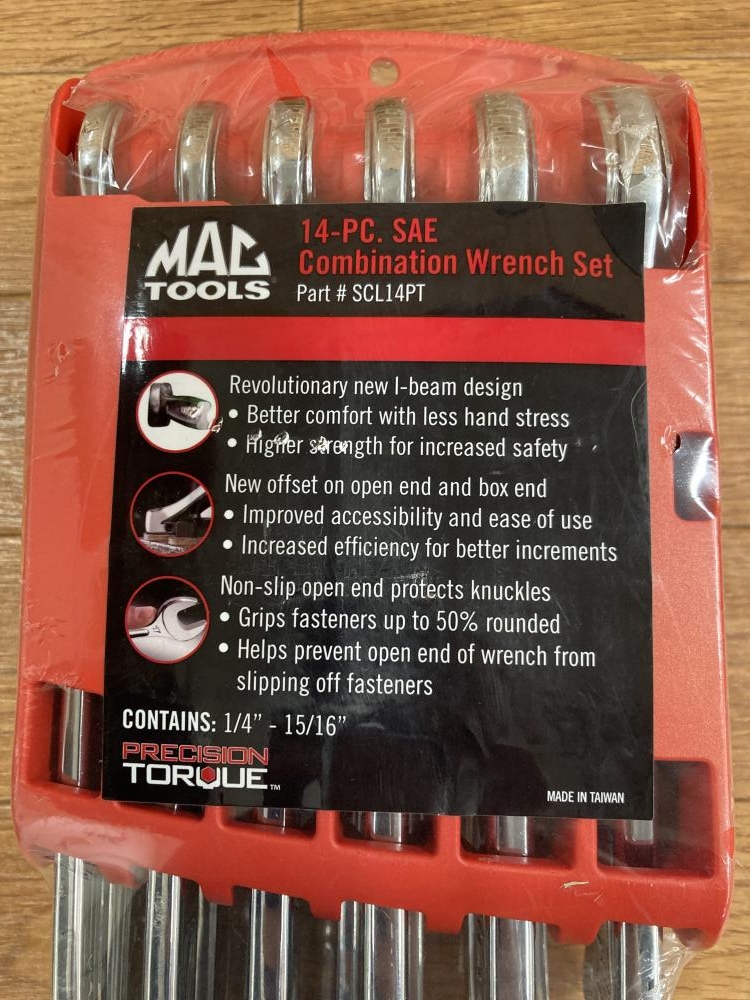 MAC
TOOLS®
14-PC. SAE
Combination Wrench Set
Part # SCL14PT
Revolutionary new I-beam design
• Better comfort with less hand stress
• Higher strength for increased safety
New offset on open end and box end
• Improved accessibility and ease of use
• Increased efficiency for better increments
Non-slip open end protects knuckles
• Grips fasteners up to 50% rounded
• Helps prevent open end of wrench from
slipping off fasteners
CONTAINS: 1/4” - 15/16”
PRECISION
TORQUE™
MADE IN TAIWAN